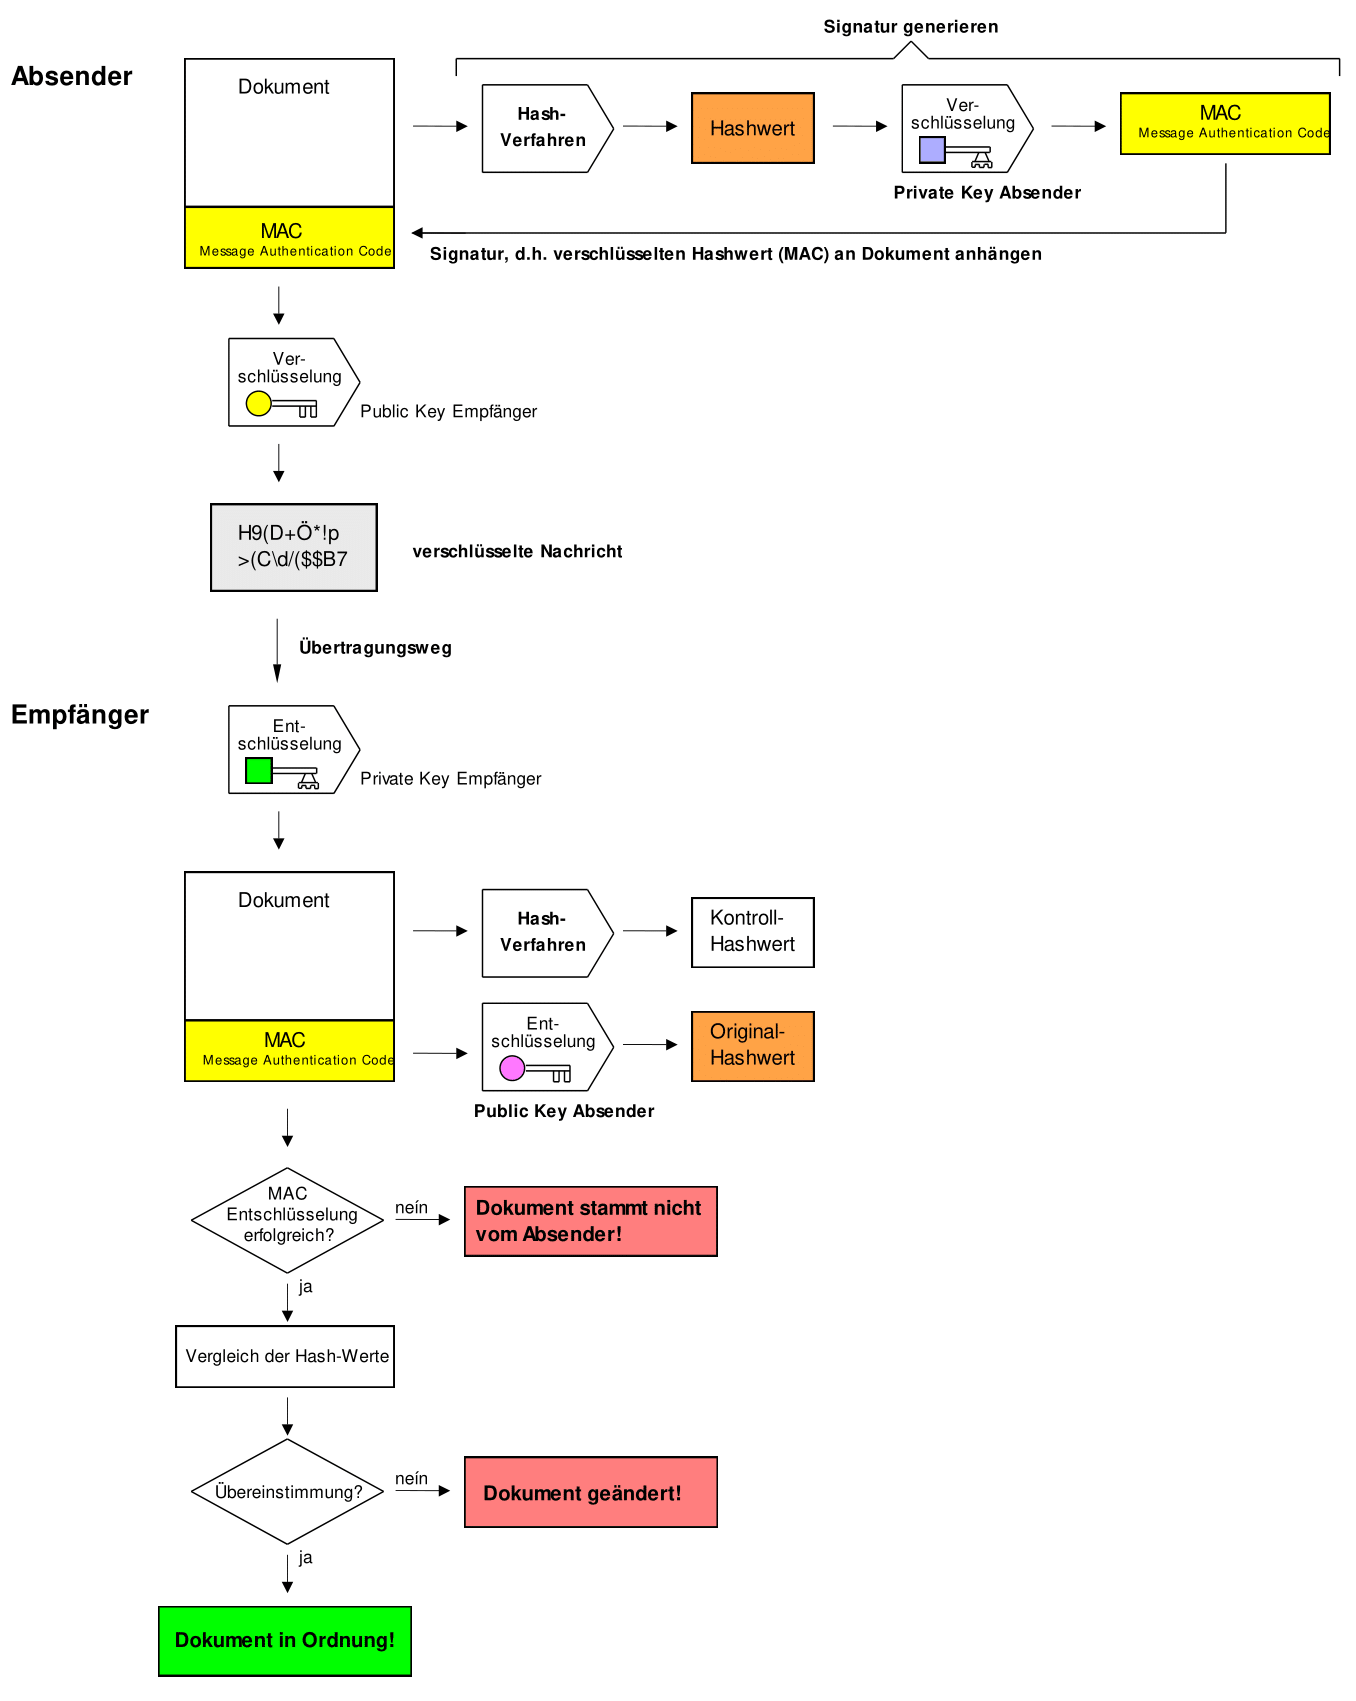 Signatur generieren
Absender
Dokument
Hash-
Verfahren
Hashwert
Ver-
schlüsselung
MAC
Message Authentication Code
Private Key Absender
MAC
Message Authentication Code
Signatur, d.h. verschlüsselten Hashwert (MAC) an Dokument anhängen
Ver-
schlüsselung
Public Key Empfänger
H9(D+Ö*!p
>(C\d/($$B7
verschlüsselte Nachricht
Übertragungsweg
Empfänger
Ent-
schlüsselung
Private Key Empfänger
Dokument
Hash-
Verfahren
Kontroll-
Hashwert
MAC
Message Authentication Code
Ent-
schlüsselung
Original-
Hashwert
Public Key Absender
MAC
Entschlüsselung
erfolgreich?
neín
Dokument stammt nicht
vom Absender!
ja
Vergleich der Hash-Werte
Übereinstimmung?
neín
Dokument geändert!
ja
Dokument in Ordnung!